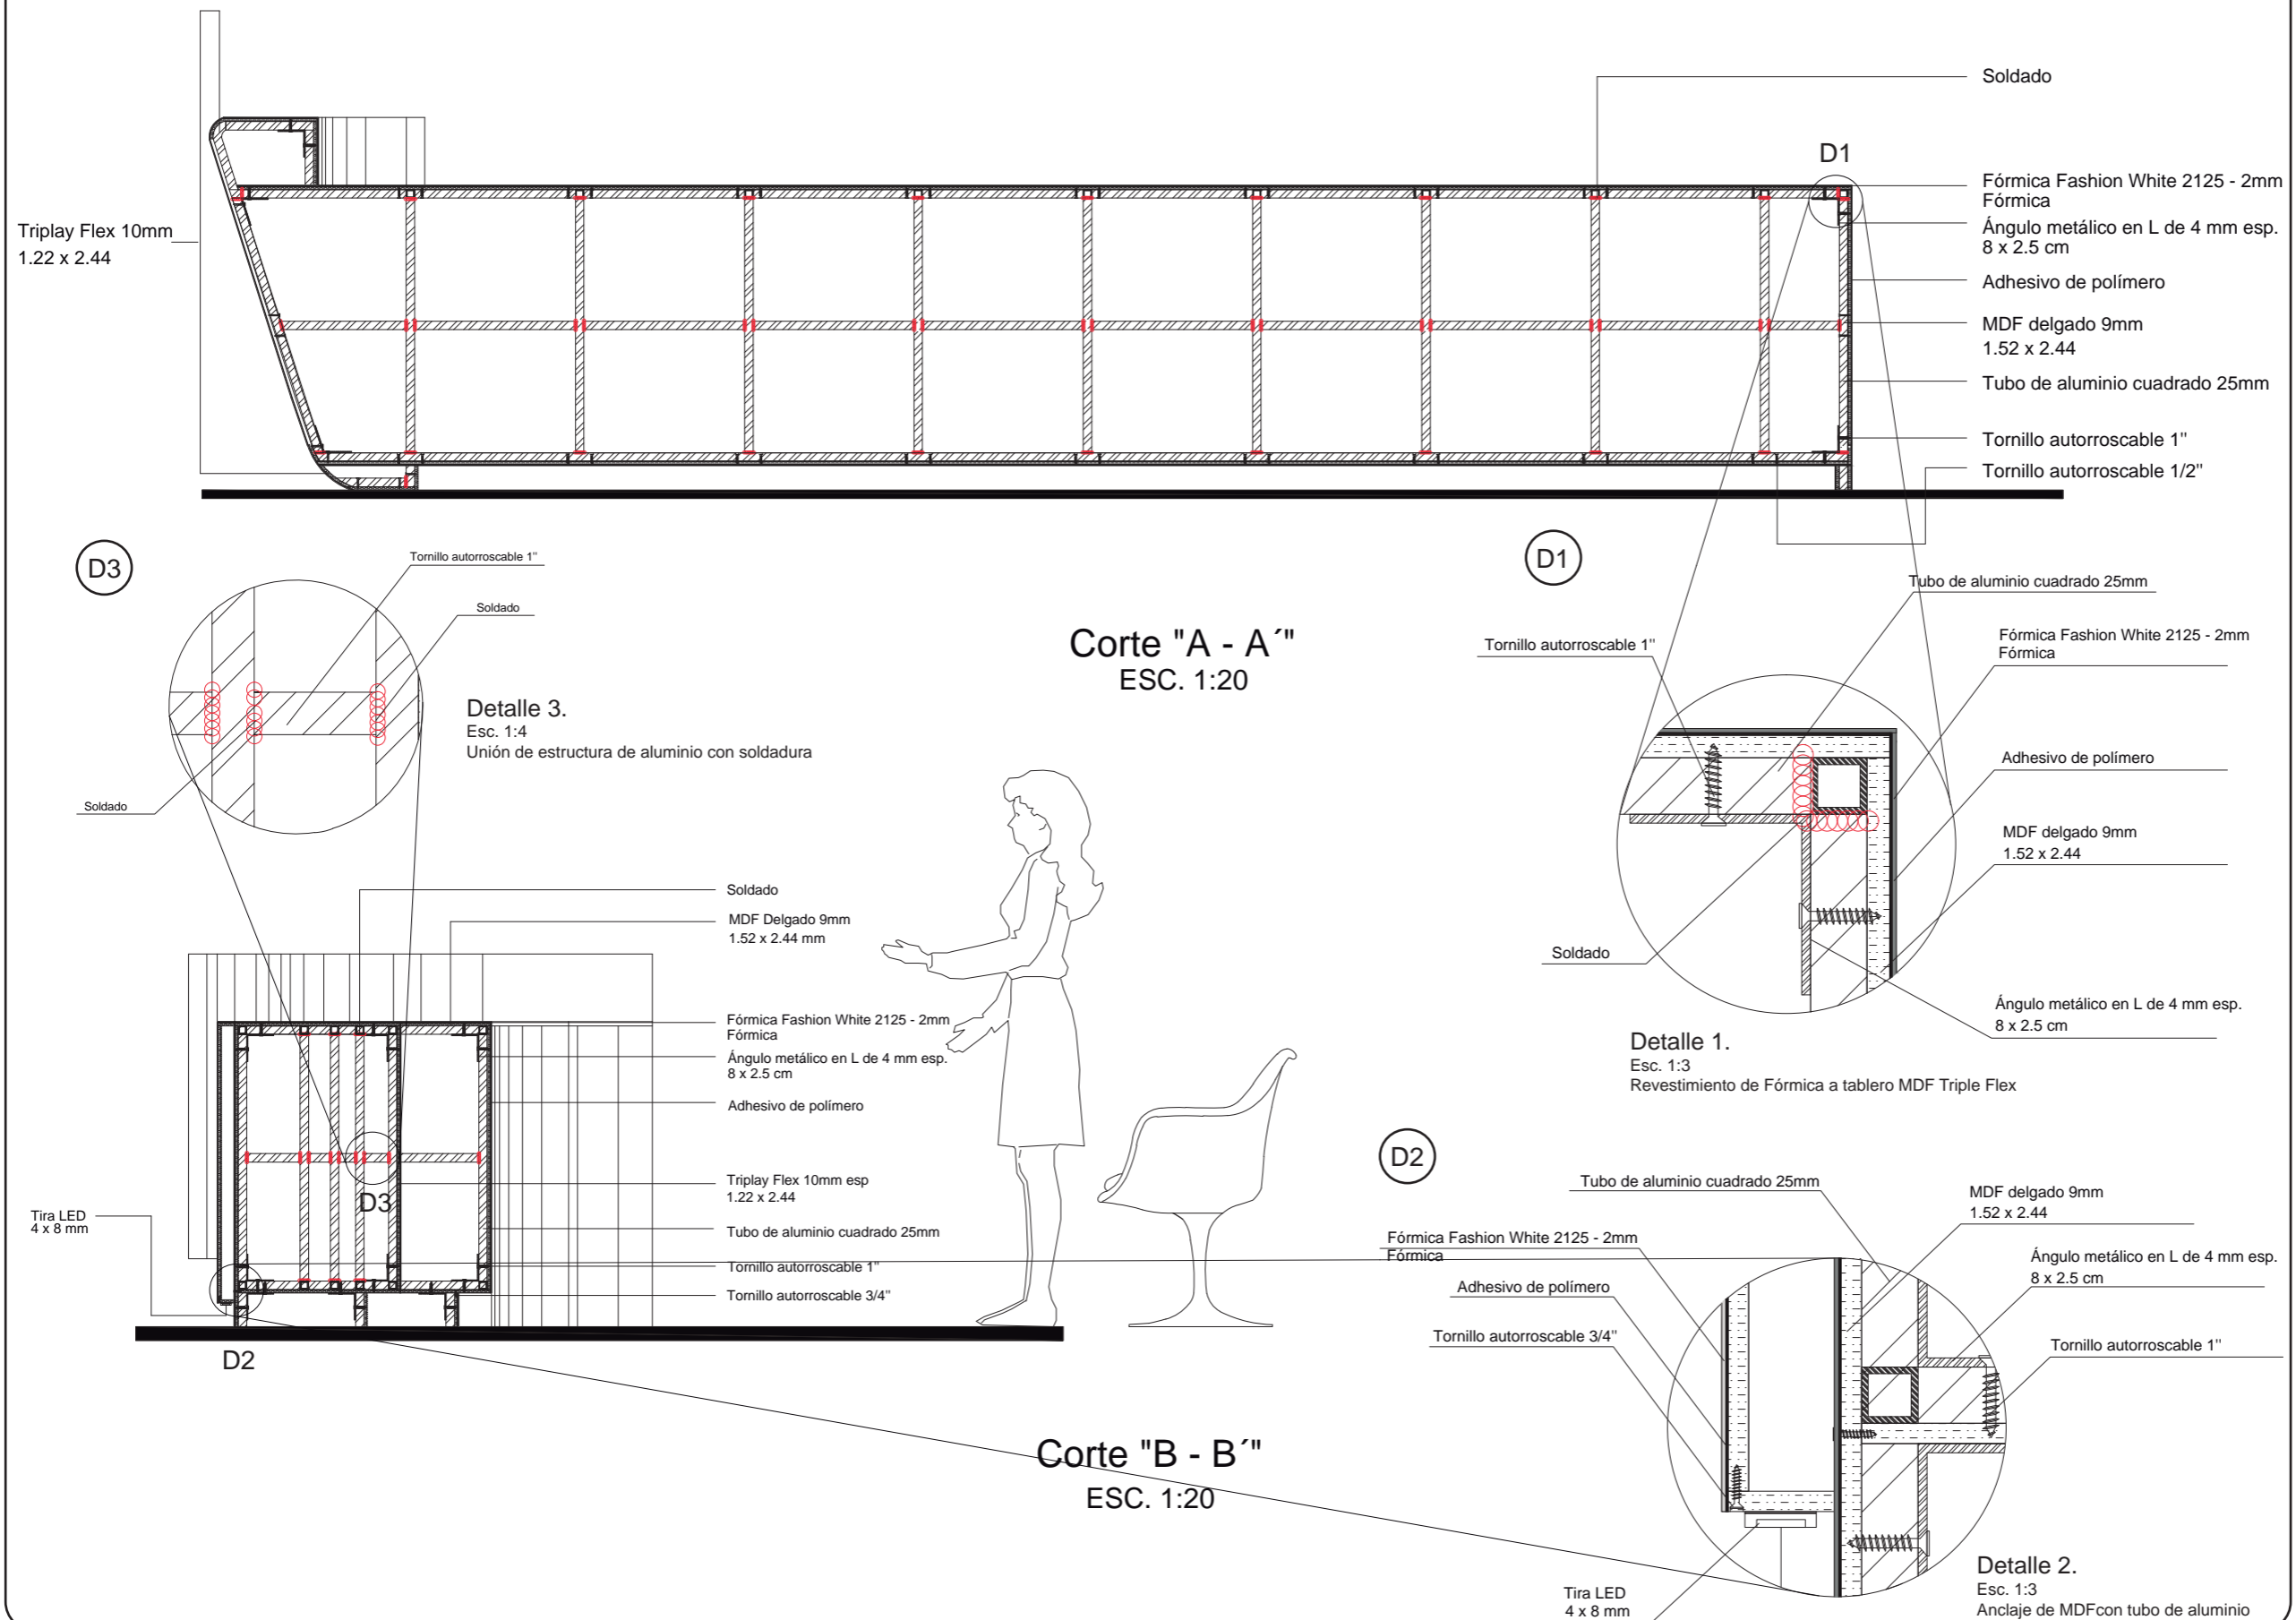 Soldado
D1
Fórmica Fashion White 2125 - 2mm
Fórmica
Ángulo metálico en L de 4 mm esp.
8 x 2.5 cm
Triplay Flex 10mm
1.22 x 2.44
Adhesivo de polímero
MDF delgado 9mm
1.52 x 2.44
Tubo de aluminio cuadrado 25mm
Tornillo autorroscable 1"
Tornillo autorroscable 1/2"
D3
Tornillo autorroscable 1"
Soldado
Soldado
Detalle 3.
Esc. 1:4
Unión de estructura de aluminio con soldadura
Corte "A - A´"
ESC. 1:20
D1
Tubo de aluminio cuadrado 25mm
Tornillo autorroscable 1"
Fórmica Fashion White 2125 - 2mm
Fórmica
Adhesivo de polímero
MDF delgado 9mm
1.52 x 2.44
Soldado
Ángulo metálico en L de 4 mm esp.
8 x 2.5 cm
Detalle 1.
Esc. 1:3
Revestimiento de Fórmica a tablero MDF Triple Flex
Soldado
MDF Delgado 9mm
1.52 x 2.44 mm
Fórmica Fashion White 2125 - 2mm
Fórmica
Ángulo metálico en L de 4 mm esp.
8 x 2.5 cm
Adhesivo de polímero
Triplay Flex 10mm esp
1.22 x 2.44
D3
Tira LED
4 x 8 mm
Tubo de aluminio cuadrado 25mm
Tornillo autorroscable 1"
Tornillo autorroscable 3/4"
D2
Corte "B - B´"
ESC. 1:20
D2
Tubo de aluminio cuadrado 25mm
MDF delgado 9mm
1.52 x 2.44
Fórmica Fashion White 2125 - 2mm
Fórmica
Ángulo metálico en L de 4 mm esp.
8 x 2.5 cm
Adhesivo de polímero
Tornillo autorroscable 3/4"
Tornillo autorroscable 1"
Tira LED
4 x 8 mm
Detalle 2.
Esc. 1:3
Anclaje de MDFcon tubo de aluminio